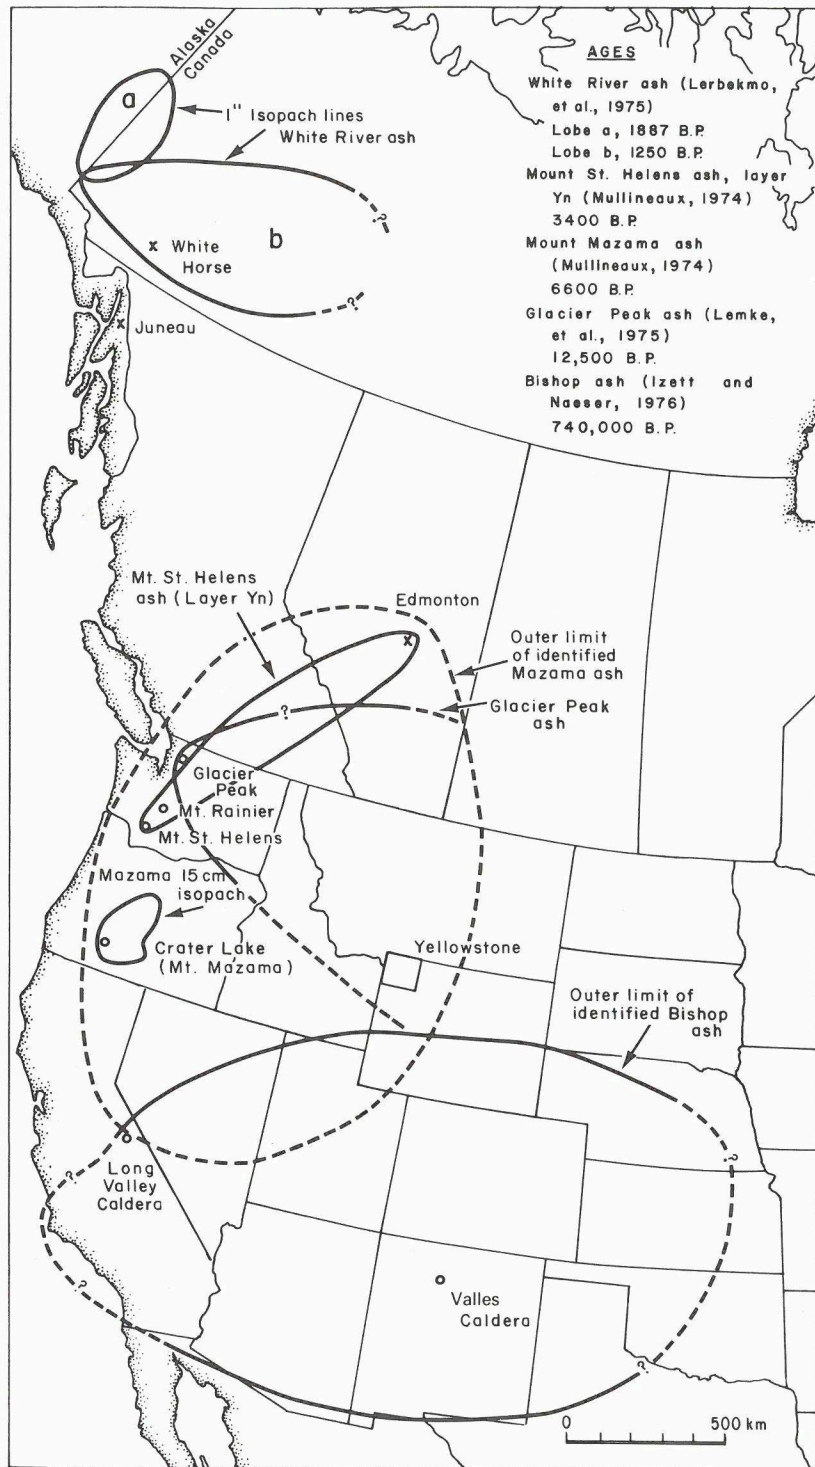 Alaska
Canada
a
1" Isopach lines
White River ash
b
x White
Horse
x Juneau
AGES
White River ash (Lerbekmo,
et al., 1975)
Lobe a, 1887 B.P.
Lobe b, 1250 B.P.
Mount St. Helens ash, layer
Yn (Mullineaux, 1974)
3400 B.P.
Mount Mazama ash
(Mullineaux, 1974)
6600 B.P.
Glacier Peak ash (Lemke,
et al., 1975)
12,500 B.P.
Bishop ash (Izett and
Naeser, 1976)
740,000 B.P.
?
?
Mt. St. Helens
ash (Layer Yn)
Edmonton
x
Outer limit
of identified
Mazama ash
Glacier Peak
ash
?
Glacier
Peak
Mt. Rainier
Mt. St. Helens
Mazama 15 cm
isopach
Crater Lake
(Mt. Mazama)
Yellowstone
Outer limit of
identified Bishop
ash
Long
Valley
Caldera
?
?
?
?
Valles
Caldera
0 500 km